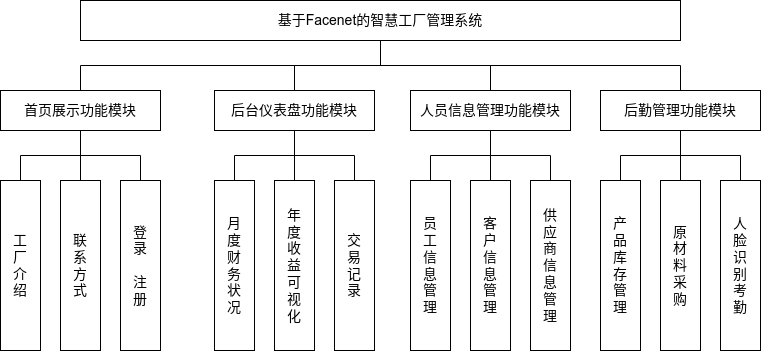 基于Facenet的智慧工厂管理系统
首页展示功能模块
后台仪表盘功能模块
人员信息管理功能模块
后勤管理功能模块
工厂介绍
联系方式
登录 注册
月度财务状况
年度收益可视化
交易记录
员工信息管理
客户信息管理
供应商信息管理
产品库存管理
原材料采购
人脸识别考勤